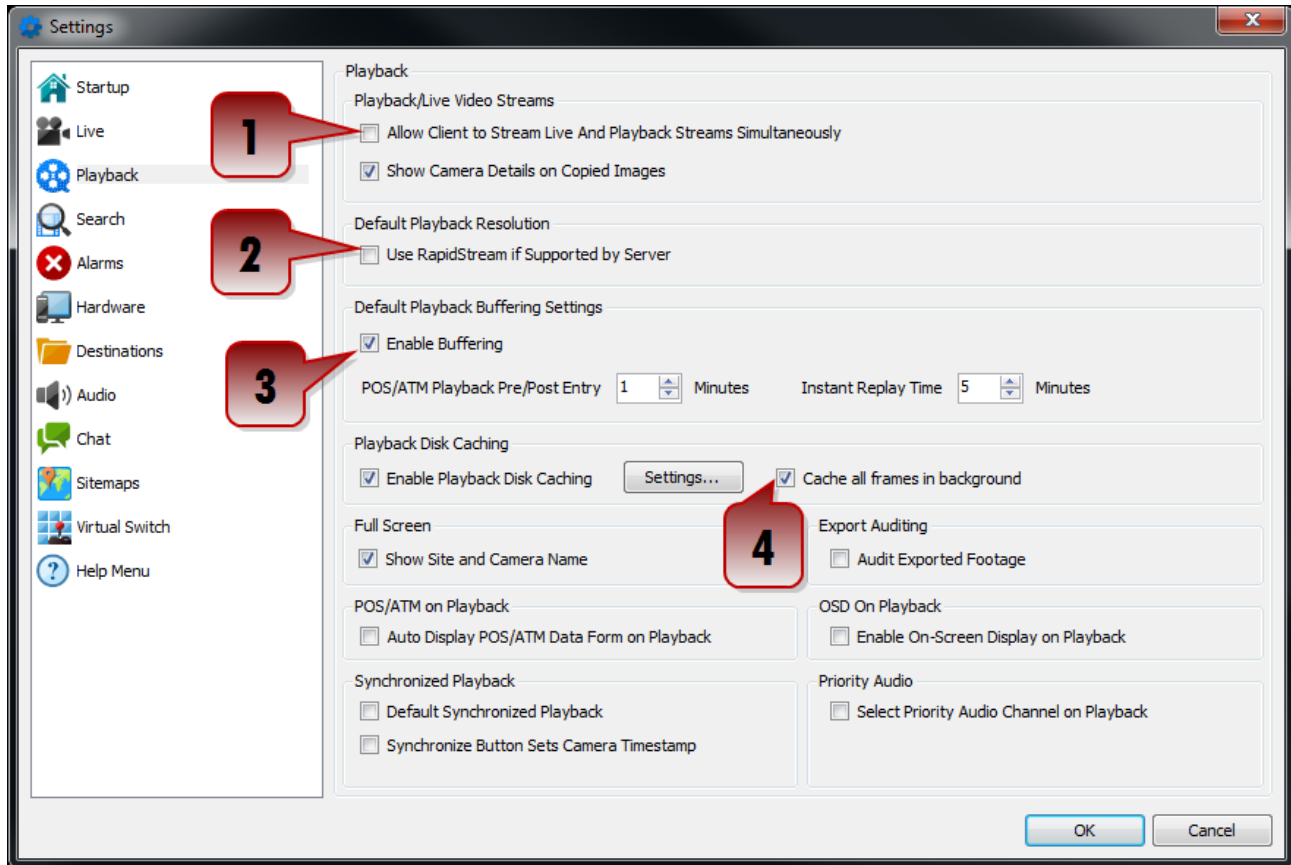 Settings
Startup
Live
Playback
Search
Alarms
Hardware
Destinations
Audio
Chat
Sitemaps
Virtual Switch
Help Menu
1
2
3
4
Playback
Playback/Live Video Streams
Allow Client to Stream Live And Playback Streams Simultaneously
Show Camera Details on Copied Images
Default Playback Resolution
Use RapidStream if Supported by Server
Default Playback Buffering Settings
Enable Buffering
POS/ATM Playback Pre/Post Entry 1 Minutes Instant Replay Time 5 Minutes
Playback Disk Caching
Enable Playback Disk Caching Settings... Cache all frames in background
Full Screen
Show Site and Camera Name
Export Auditing
Audit Exported Footage
POS/ATM on Playback
Auto Display POS/ATM Data Form on Playback
OSD On Playback
Enable On-Screen Display on Playback
Synchronized Playback
Default Synchronized Playback
Synchronize Button Sets Camera Timestamp
Priority Audio
Select Priority Audio Channel on Playback
OK Cancel